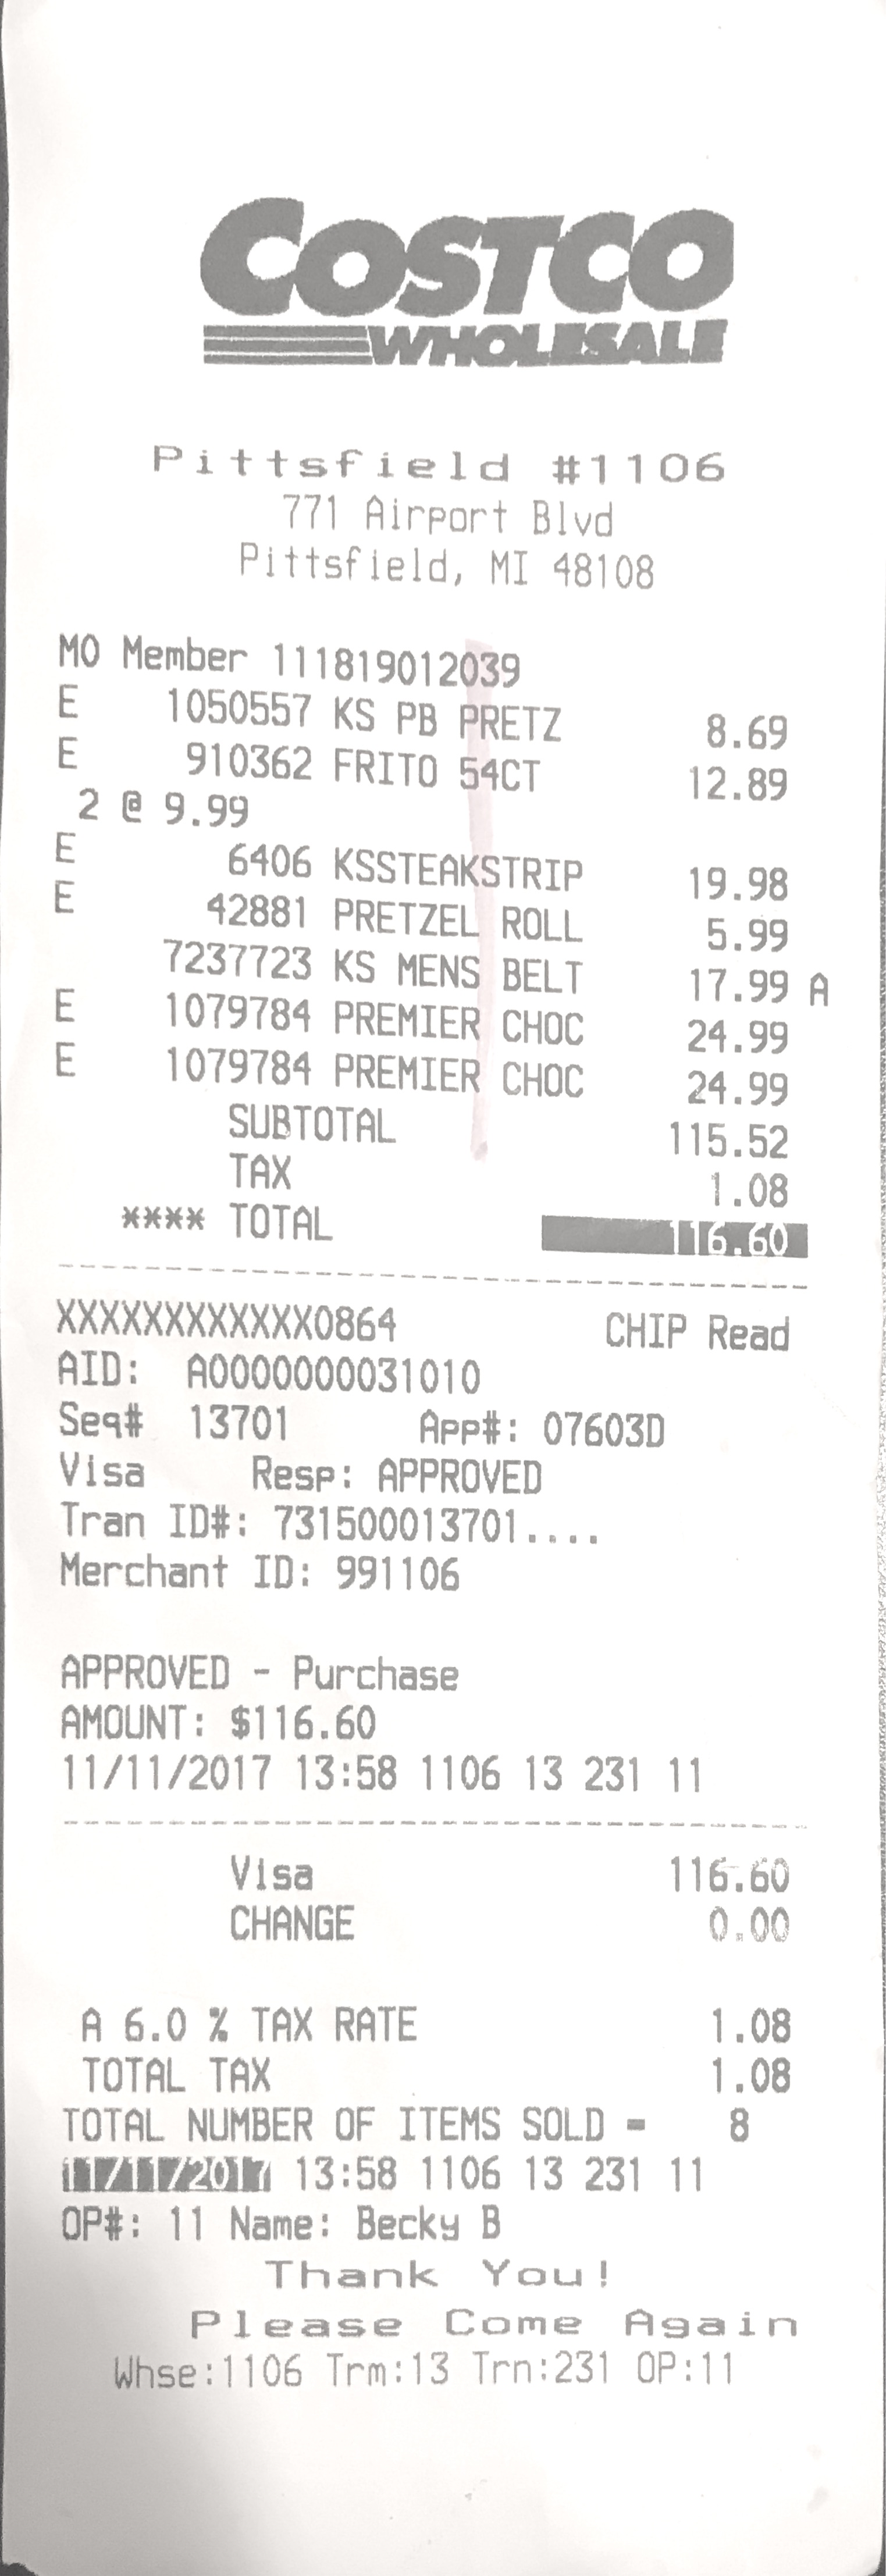 COSTCO
WHOLESALE
Pittsfield #1106
771 Airport Blvd
Pittsfield, MI 48108
MO Member 111819012039
E 1050557 KS PB PRETZ 8.69
E 910362 FRITO 54CT 12.89
2 @ 9.99
E 6406 KSSTEAKSTRIP 19.98
E 42881 PRETZEL ROLL 5.99
7237723 KS MENS BELT 17.99 A
E 1079784 PREMIER CHOC 24.99
E 1079784 PREMIER CHOC 24.99
SUBTOTAL 115.52
TAX 1.08
**** TOTAL 116.60
XXXXXXXXXXXX0864 CHIP Read
AID: A0000000031010
Seq# 13701 App#: 07603D
Visa Resp: APPROVED
Tran ID#: 731500013701....
Merchant ID: 991106
APPROVED - Purchase
AMOUNT: $116.60
11/11/2017 13:58 1106 13 231 11
Visa 116.60
CHANGE 0.00
A 6.0 % TAX RATE 1.08
TOTAL TAX 1.08
TOTAL NUMBER OF ITEMS SOLD = 8
11/11/2017 13:58 1106 13 231 11
OP#: 11 Name: Becky B
Thank You!
Please Come Again
Whse:1106 Trm:13 Trn:231 OP:11